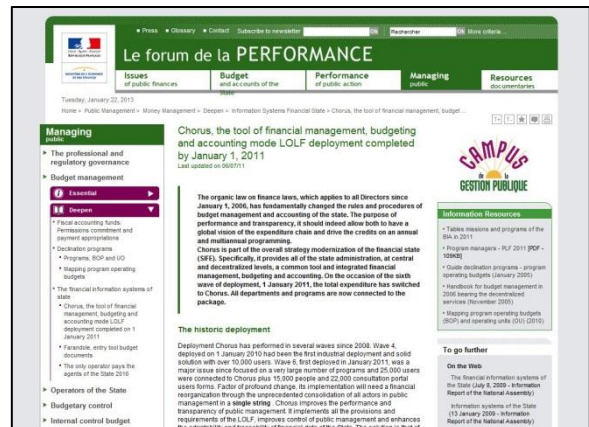 Press Glossary Contact Subscribe to newsletter Ok Rechercher Ok More criteria...
Le forum de la PERFORMANCE
Issues
of public finances
Budget
and accounts of the
state
Performance
of public action
Managing
public
Resources
documentaries
Tuesday, January 22, 2013
Home > Public Management > Money Management > Deepen > Information Systems Financial State > Chorus, the tool of financial management, budget...
T+ T-
Managing
public
The professional and
regulatory governance
Budget management
Essential
Deepen
Fiscal accounting funds:
Permissions commitment and
payment appropriations
Declination programs
Programs, BOP and UO
Mapping program operating
budgets
The financial information systems of
state
Chorus, the tool of financial
management, budgeting and
accounting mode LOLF
deployment completed on 1
January 2011
Farandole, entry tool budget
documents
The only operator pays the
agents of the State 2016
Operators of the State
Budgetary control
Internal control budget
Chorus, the tool of financial management, budgeting
and accounting mode LOLF deployment completed
by January 1, 2011
Last updated on 06/07/11
The organic law on finance laws, which applies to all Directors since
January 1, 2006, has fundamentally changed the rules and procedures of
budget management and accounting of the state. The purpose of
performance and transparency, it should indeed allow both to have a
global vision of the expenditure chain and drive the credits on an annual
and multiannual programming.
Chorus is part of the overall strategy modernization of the financial state
(SIFE). Specifically, it provides all of the state administration, at central
and decentralized levels, a common tool and integrated financial
management, budgeting and accounting. On the occasion of the sixth
wave of deployment, 1 January 2011, the total expenditure has switched
to Chorus. All departments and programs are now connected to the
package.
The historic deployment
Deployment Chorus has performed in several waves since 2008. Wave 4,
deployed on 1 January 2010 had been the first industrial deployment and solid
solution with over 10,000 users. Wave 6, first deployed in January 2011, was a
major issue since focused on a very large number of programs and 25,000 users
were connected to Chorus plus 15,000 people and 22,000 consultation purely
users forms. Factor of profound change, its implementation will need a financial
reorganization through the unprecedented consolidation of all actors in public
management in a single string . Chorus improves the performance and
transparency of public management. It implements all the provisions and
requirements of the LOLF, improves control of public management and enhances
CAMPUS
de la
GESTION PUBLIQUE
Information Resources
Tables missions and programs of the
BIA in 2011
Program managers - PLF 2011 [PDF -
109KB]
Guide declination programs - program
operating budgets (January 2005)
Handbook for budget management in
2006 bearing the decentralized
services (November 2005)
Mapping program operating budgets
(BOP) and operating units (OU) (2010)
To go further
On the Web
The financial information systems of
the State (July 8, 2009 - Information
Report of the National Assembly)
Information systems of the State
(13 January 2009 - Information
Report of the National Assembly)